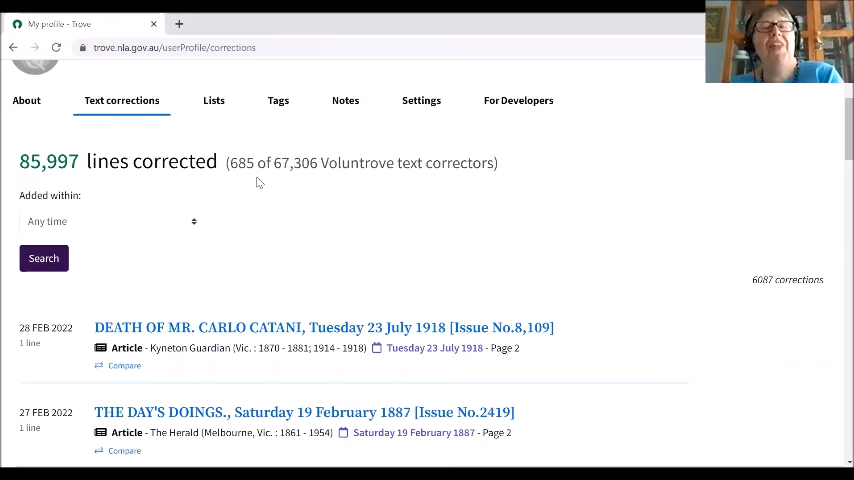 My profile - Trove
trove.nla.gov.au/userProfile/corrections
About Text corrections Lists Tags Notes Settings For Developers
85,997 lines corrected (685 of 67,306 Voluntrove text correctors)
Added within:
Any time
Search
6087 corrections
28 FEB 2022 DEATH OF MR. CARLO CATANI, Tuesday 23 July 1918 [Issue No.8,109]
1 line Article - Kyneton Guardian (Vic. : 1870 - 1881; 1914 - 1918) Tuesday 23 July 1918 - Page 2
Compare
27 FEB 2022 THE DAY'S DOINGS., Saturday 19 February 1887 [Issue No.2419]
1 line Article - The Herald (Melbourne, Vic. : 1861 - 1954) Saturday 19 February 1887 - Page 2
Compare